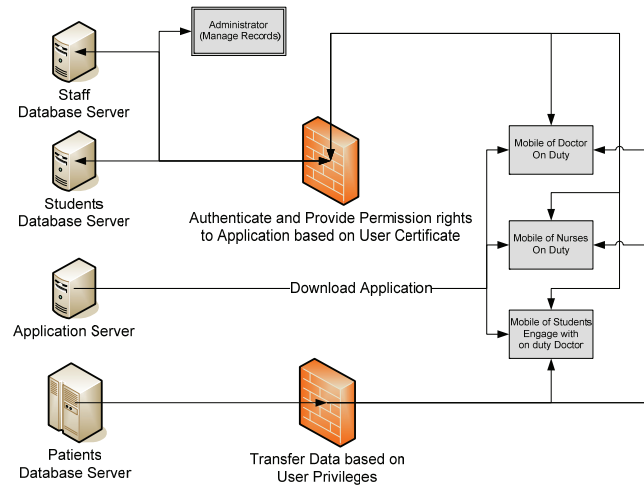 Administrator
(Manage Records)
Staff
Database Server
Mobile of Doctor
On Duty
Students
Database Server
Authenticate and Provide Permission rights
to Application based on User Certificate
Mobile of Nurses
On Duty
Download Application
Application Server
Mobile of Students
Engage with
on duty Doctor
Patients
Database Server
Transfer Data based on
User Privileges